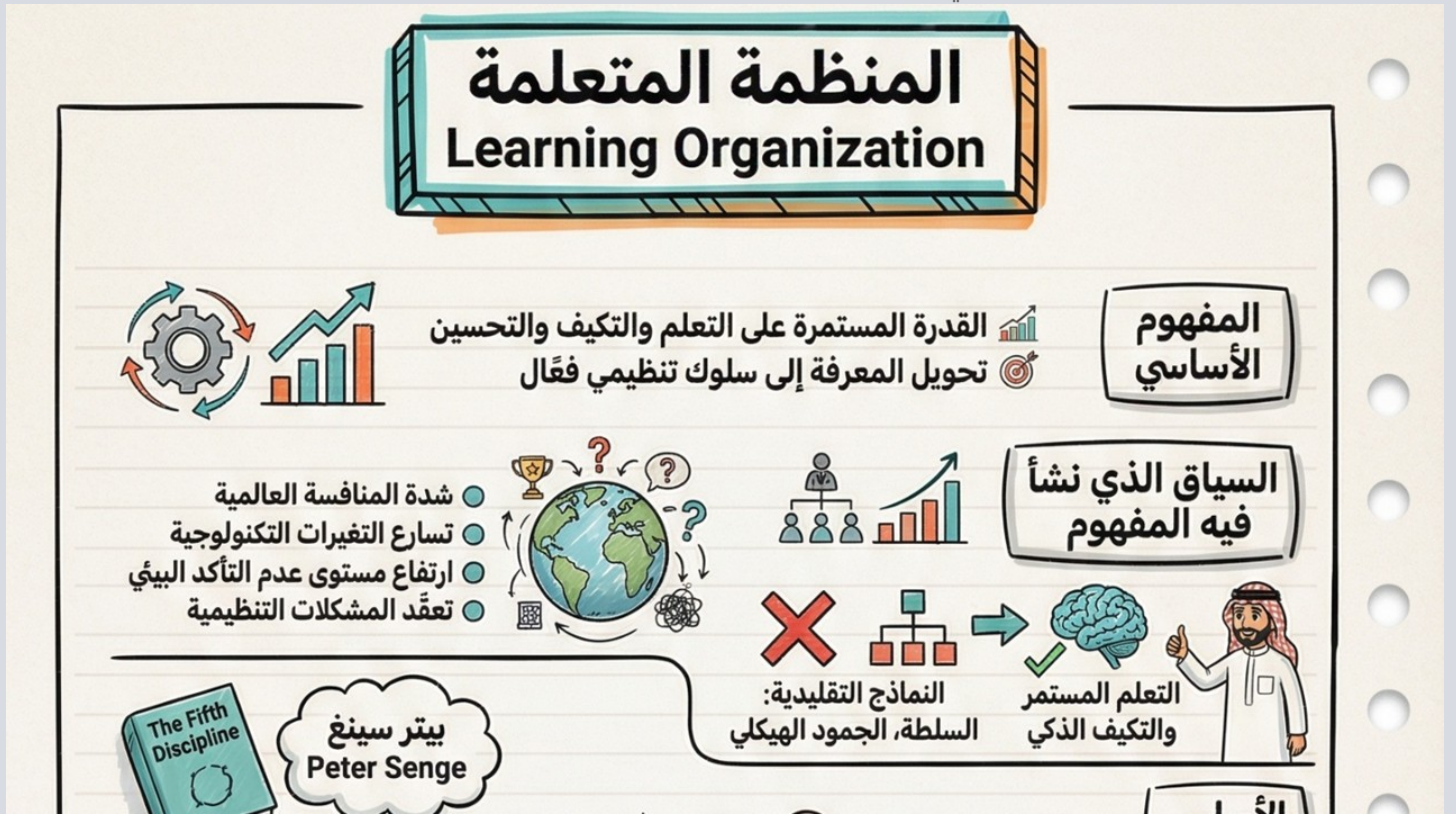 المنظمة المتعلمة
Learning Organization
المفهوم
الأساسي
القدرة المستمرة على التعلم والتكيف والتحسين
تحويل المعرفة إلى سلوك تنظيمي فعَّال
السياق الذي نشأ
فيه المفهوم
شدة المنافسة العالمية
تسارع التغيرات التكنولوجية
ارتفاع مستوى عدم التأكد البيئي
تعقَّد المشكلات التنظيمية
التعلم المستمر
والتكيف الذكي
النماذج التقليدية:
السلطة، الجمود الهيكلي
بيتر سينغ
Peter Senge
The Fifth
Discipline